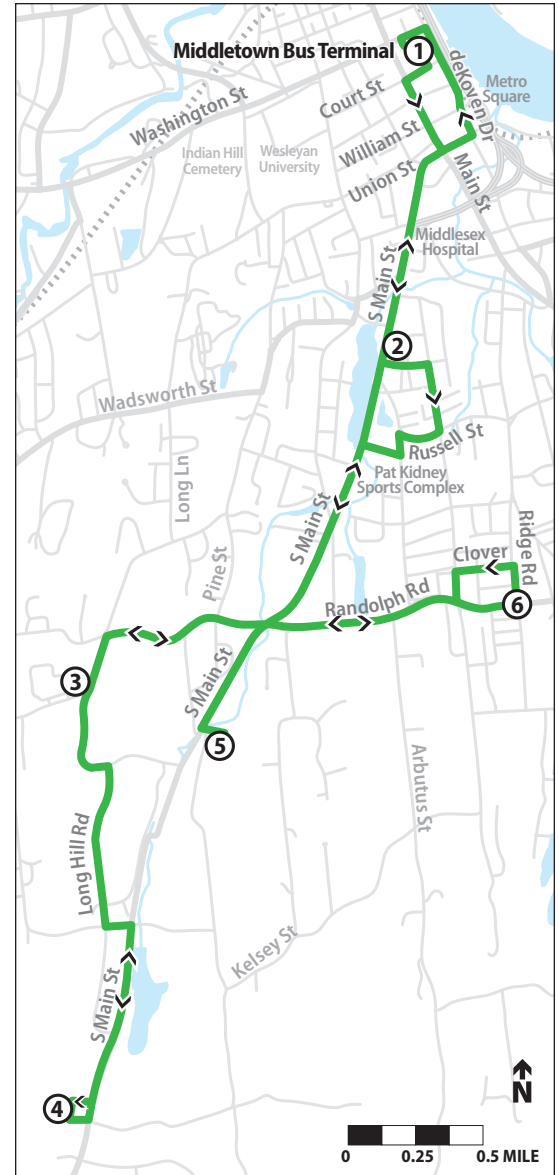 Middletown Bus Terminal
1
deKoven Dr
Metro
Square
Court St
Washington St
William St
Indian Hill
Cemetery
Wesleyan
University
Union St
Main St
Middlesex
Hospital
S Main St
2
Wadsworth St
Russell St
Long Ln
Pat Kidney
Sports Complex
S Main St
Ridge Rd
Pine St
Clover
Randolph Rd
6
3
S Main St
5
Arbutus St
Long Hill Rd
Kelsey St
S Main St
4
N
0 0.25 0.5 MILE